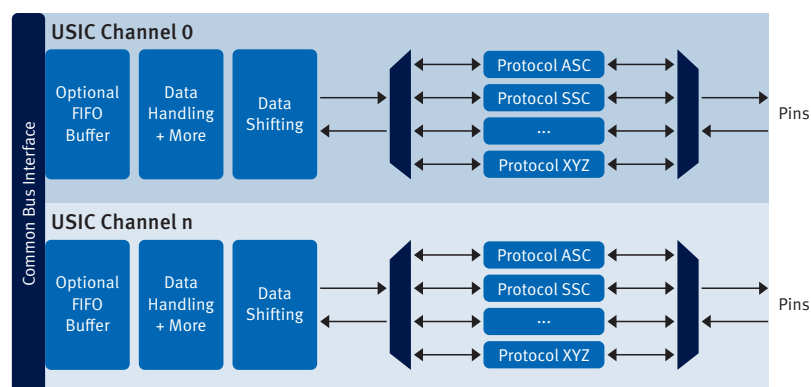 USIC Channel 0
Common Bus Interface
Optional
FIFO
Buffer
Data
Handling
+ More
Data
Shifting
Protocol ASC
Protocol SSC
...
Protocol XYZ
Pins
USIC Channel n
Optional
FIFO
Buffer
Data
Handling
+ More
Data
Shifting
Protocol ASC
Protocol SSC
...
Protocol XYZ
Pins